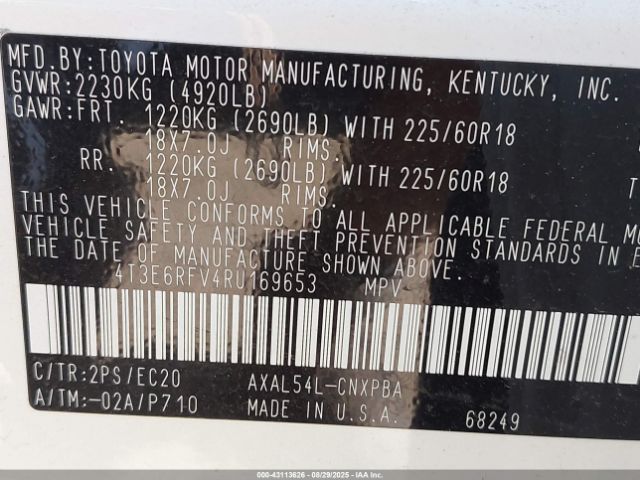 MFD.BY:TOYOTA MOTOR MANUFACTURING, KENTUCKY, INC.
GVWR:2230KG (4920LB)
GAWR:FRT. 1220KG (2690LB) WITH 225/60R18
18X7.0J RIMS.
RR. 1220KG (2690LB) WITH 225/60R18
18X7.0J RIMS.
THIS VEHICLE CONFORMS TO ALL APPLICABLE FEDERAL
VEHICLE SAFETY AND THEFT PREVENTION STANDARDS IN
THE DATE OF MANUFACTURE SHOWN ABOVE.
4T3E6RFV4RU169653 MPV
C/TR:2PS/EC20 AXAL54L-CNXPBA
A/TM:-02A/P710 MADE IN U.S.A. 68249
000-43113626 - 08/29/2025 - IAAI.COM